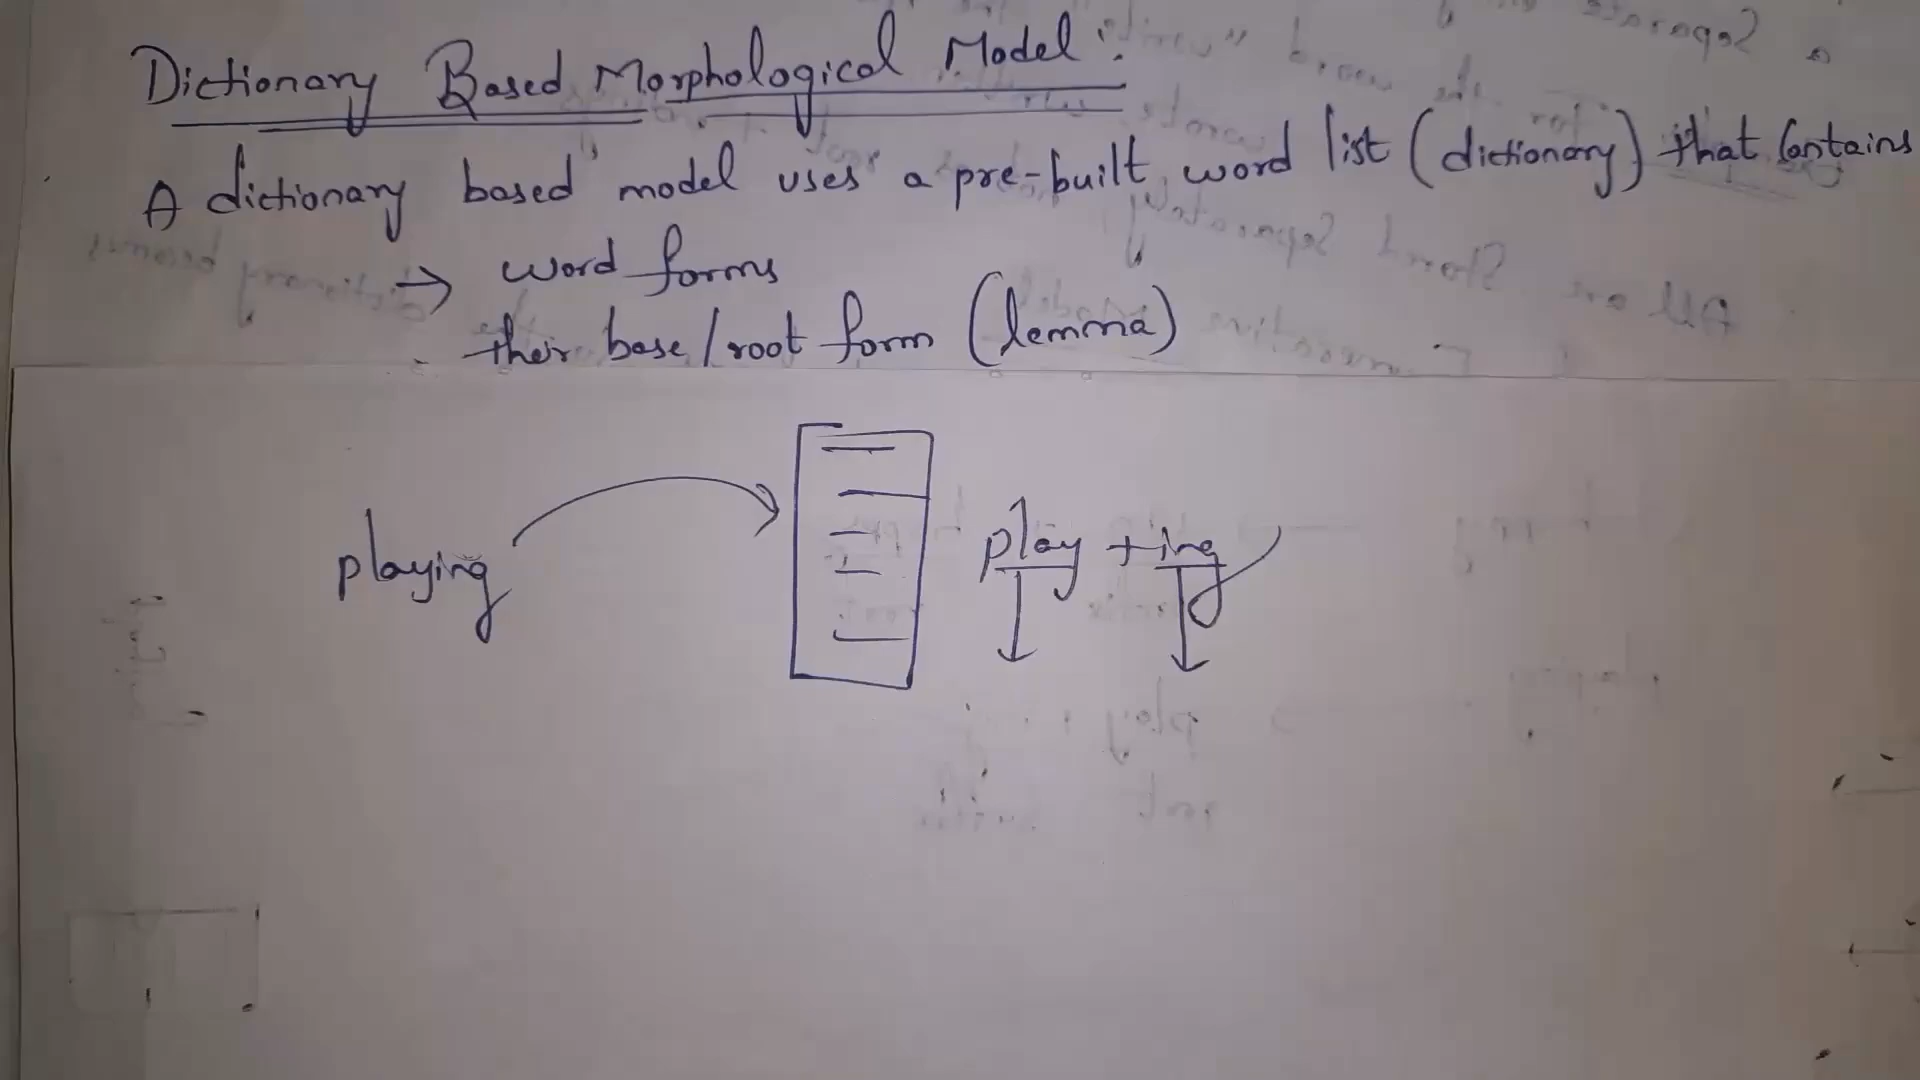 Dictionary Based Morphological Model:
A dictionary based model uses a pre-built word list (dictionary) that Contains
→ word forms
their base/root form (lemma)
playing
play + ing